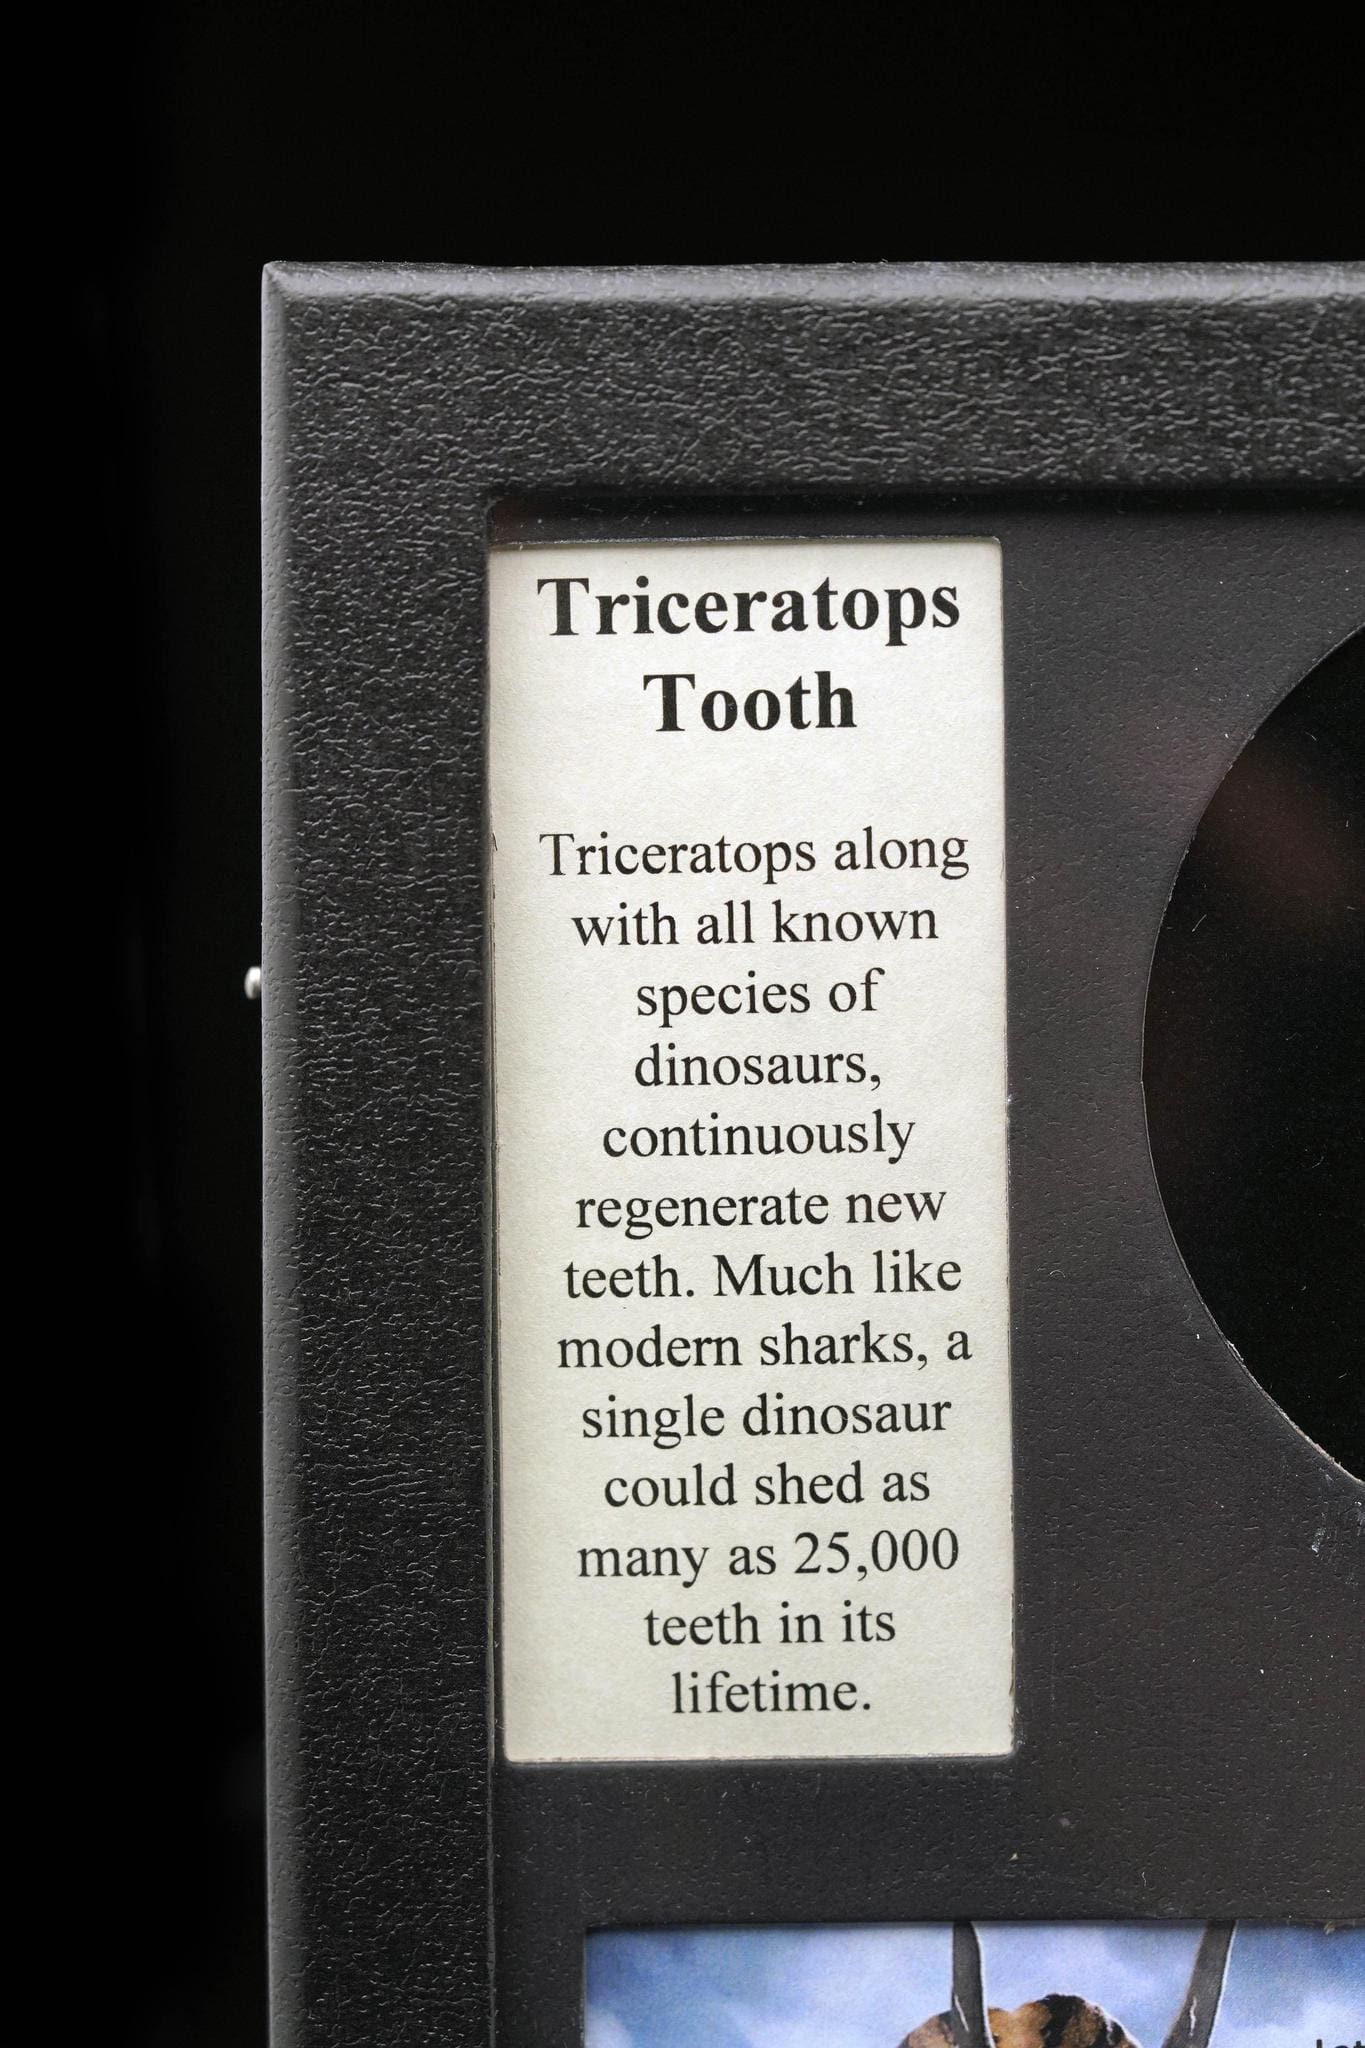 Triceratops
Tooth
Triceratops along
with all known
species of
dinosaurs,
continuously
regenerate new
teeth. Much like
modern sharks, a
single dinosaur
could shed as
many as 25,000
teeth in its
lifetime.